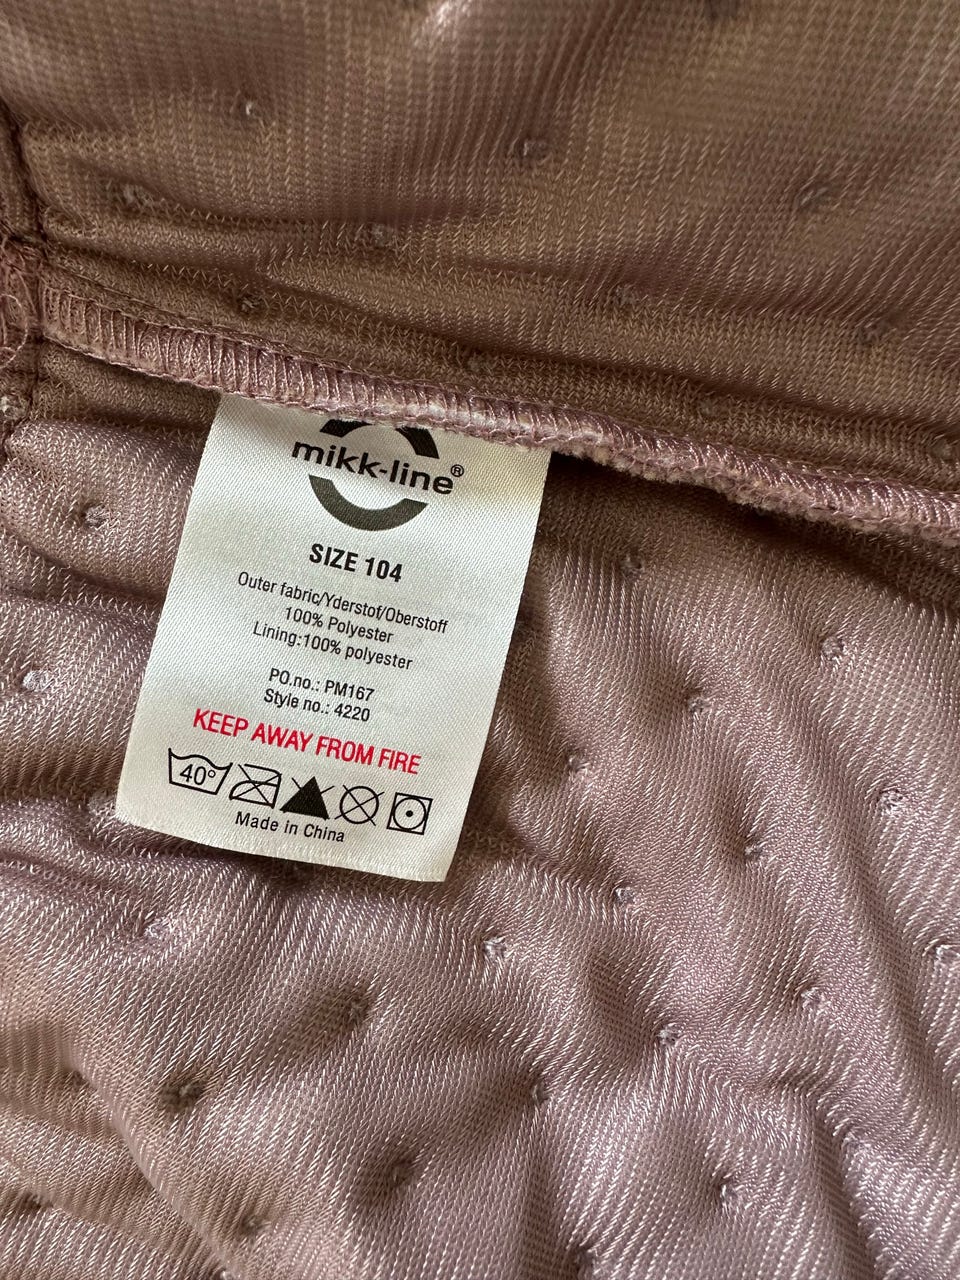 mikk-line®
SIZE 104
Outer fabric/Yderstof/Oberstoff
100% Polyester
Lining:100% polyester
PO.no.: PM167
Style no.: 4220
KEEP AWAY FROM FIRE
40°
Made in China